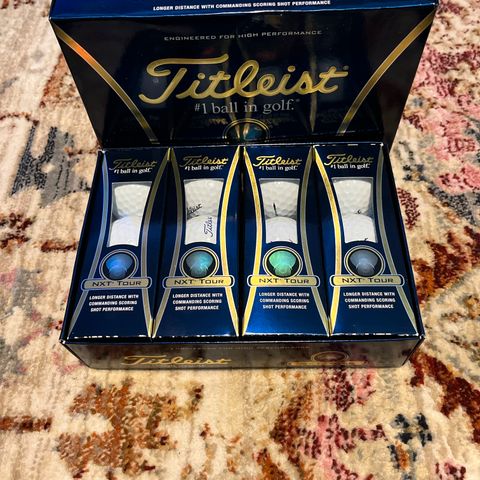 LONGER DISTANCE WITH COMMANDING SCORING
SHOT PERFORMANCE
ENGINEERED FOR HIGH PERFORMANCE
Titleist®
#1 ball in golf.®
Titleist
#1 ball in golf.
NXT TOUR
LONGER DISTANCE WITH
COMMANDING SCORING
SHOT PERFORMANCE
Titleist
#1 ball in golf.
Titleist
NXT TOUR
LONGER DISTANCE WITH
COMMANDING SCORING
SHOT PERFORMANCE
Titleist
#1 ball in golf.
NXT TOUR
LONGER DISTANCE WITH
COMMANDING SCORING
SHOT PERFORMANCE
Titleist
#1 ball in golf.
NXT TOUR
LONGER DISTANCE WITH
COMMANDING SCORING
SHOT PERFORMANCE
Titleist